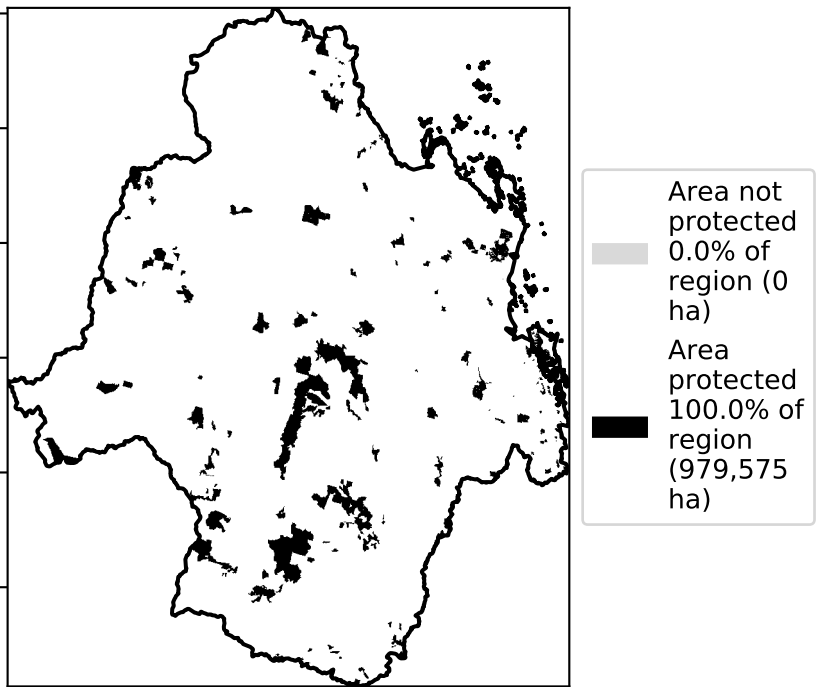 Area not
protected
0.0% of
region (0
ha)
Area
protected
100.0% of
region
(979,575
ha)